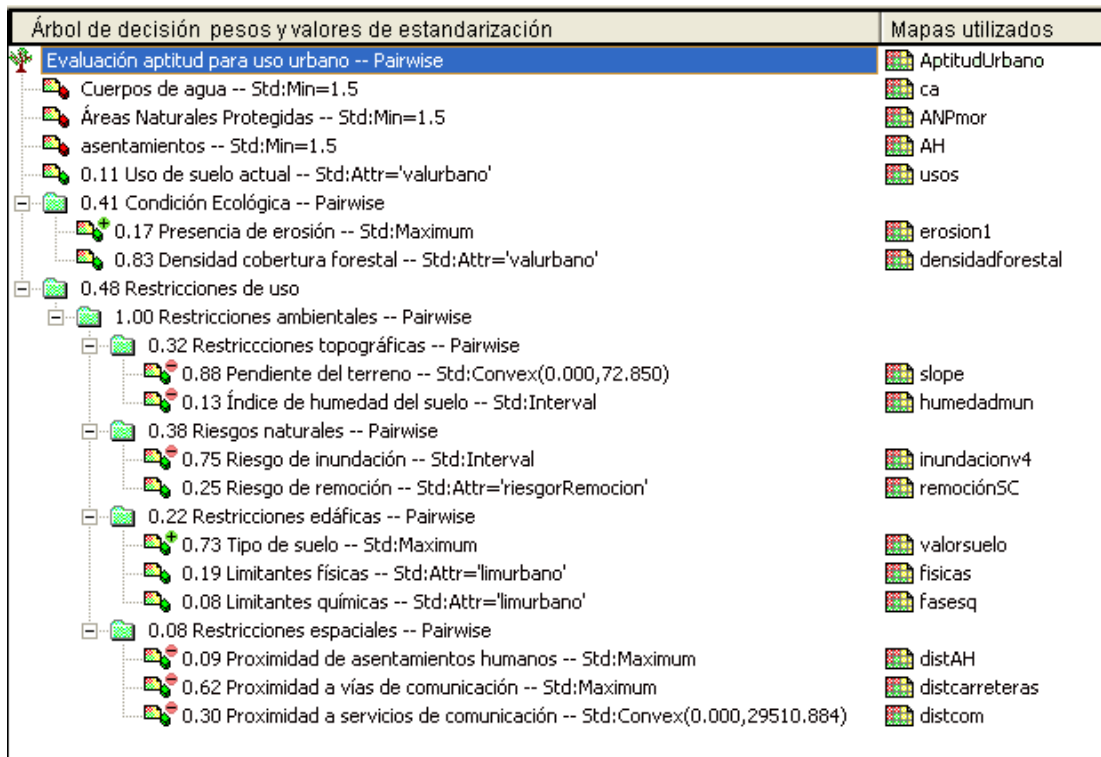 Árbol de decisión pesos y valores de estandarización Mapas utilizados
Evaluación aptitud para uso urbano -- Pairwise AptitudUrbano
Cuerpos de agua -- Std:Min=1.5 ca
Áreas Naturales Protegidas -- Std:Min=1.5 ANPmor
asentamientos -- Std:Min=1.5 AH
0.11 Uso de suelo actual -- Std:Attr='valurbano' usos
0.41 Condición Ecológica -- Pairwise
0.17 Presencia de erosión -- Std:Maximum erosion1
0.83 Densidad cobertura forestal -- Std:Attr='valurbano' densidadforestal
0.48 Restricciones de uso
1.00 Restricciones ambientales -- Pairwise
0.32 Restriccciones topográficas -- Pairwise
0.88 Pendiente del terreno -- Std:Convex(0.000,72.850) slope
0.13 Índice de humedad del suelo -- Std:Interval humedadmun
0.38 Riesgos naturales -- Pairwise
0.75 Riesgo de inundación -- Std:Interval inundacionv4
0.25 Riesgo de remoción -- Std:Attr='riesgorRemocion' remociónSC
0.22 Restricciones edáficas -- Pairwise
0.73 Tipo de suelo -- Std:Maximum valorsuelo
0.19 Limitantes físicas -- Std:Attr='limurbano' fisicas
0.08 Limitantes químicas -- Std:Attr='limurbano' fasesq
0.08 Restricciones espaciales -- Pairwise
0.09 Proximidad de asentamientos humanos -- Std:Maximum distAH
0.62 Proximidad a vías de comunicación -- Std:Maximum distcarreteras
0.30 Proximidad a servicios de comunicación -- Std:Convex(0.000,29510.884) distcom